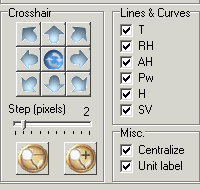 Crosshair
Step (pixels) 2
Lines & Curves
T
RH
AH
Pw
H
SV
Misc.
Centralize
Unit label